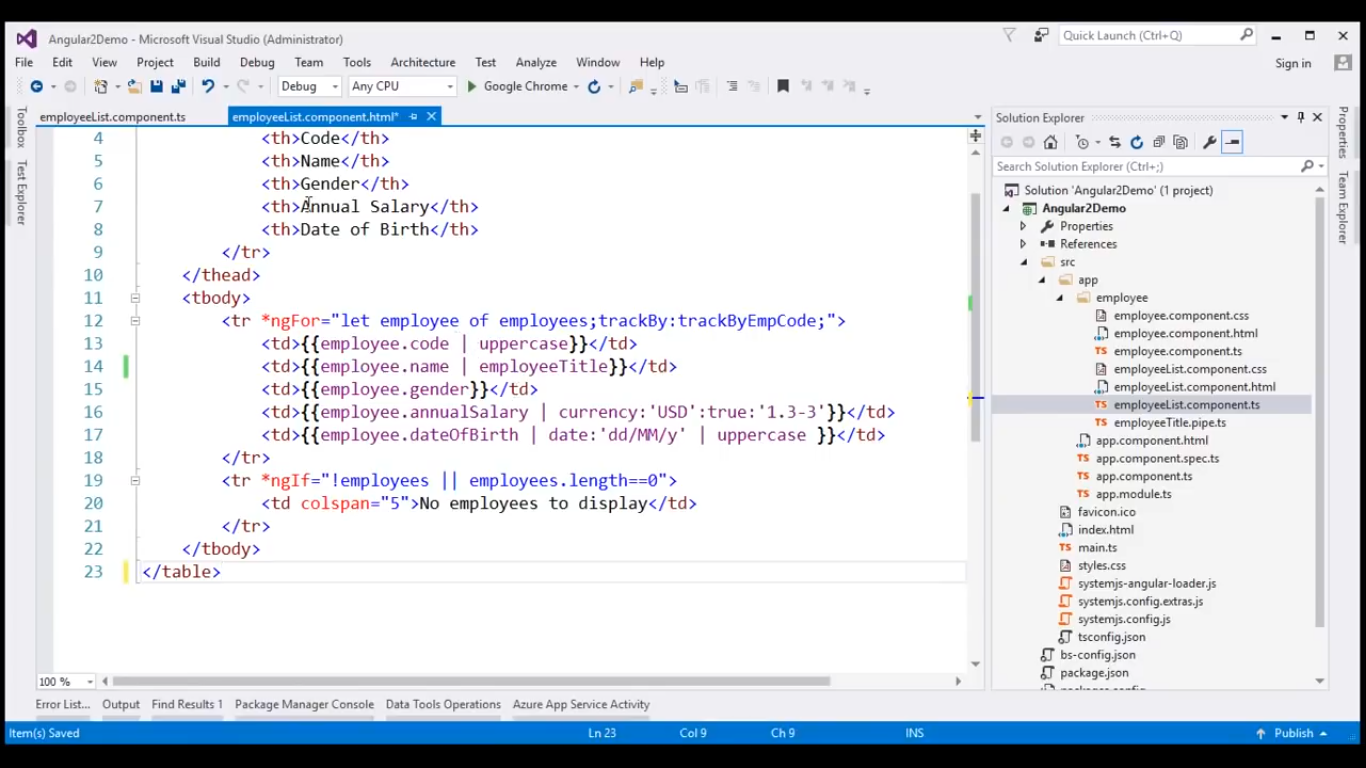 Angular2Demo - Microsoft Visual Studio (Administrator)
Quick Launch (Ctrl+Q)
File Edit View Project Build Debug Team Tools Architecture Test Analyze Window Help
Sign in
Debug Any CPU Google Chrome
Toolbox
Test Explorer
employeeList.component.ts employeeList.component.html*
4 <th>Code</th>
5 <th>Name</th>
6 <th>Gender</th>
7 <th>Annual Salary</th>
8 <th>Date of Birth</th>
9 </tr>
10 </thead>
11 <tbody>
12 <tr *ngFor="let employee of employees;trackBy:trackByEmpCode;">
13 <td>{{employee.code | uppercase}}</td>
14 <td>{{employee.name | employeeTitle}}</td>
15 <td>{{employee.gender}}</td>
16 <td>{{employee.annualSalary | currency:'USD':true:'1.3-3'}}</td>
17 <td>{{employee.dateOfBirth | date:'dd/MM/y' | uppercase }}</td>
18 </tr>
19 <tr *ngIf="!employees || employees.length==0">
20 <td colspan="5">No employees to display</td>
21 </tr>
22 </tbody>
23 </table>
100 %
Solution Explorer
Search Solution Explorer (Ctrl+;)
Solution 'Angular2Demo' (1 project)
Angular2Demo
Properties
References
src
app
employee
employee.component.css
employee.component.html
employee.component.ts
employeeList.component.css
employeeList.component.html
employeeList.component.ts
employeeTitle.pipe.ts
app.component.html
app.component.spec.ts
app.component.ts
app.module.ts
favicon.ico
index.html
main.ts
styles.css
systemjs-angular-loader.js
systemjs.config.extras.js
systemjs.config.js
tsconfig.json
bs-config.json
package.json
Properties
Team Explorer
Error List... Output Find Results 1 Package Manager Console Data Tools Operations Azure App Service Activity
Item(s) Saved Ln 23 Col 9 Ch 9 INS Publish